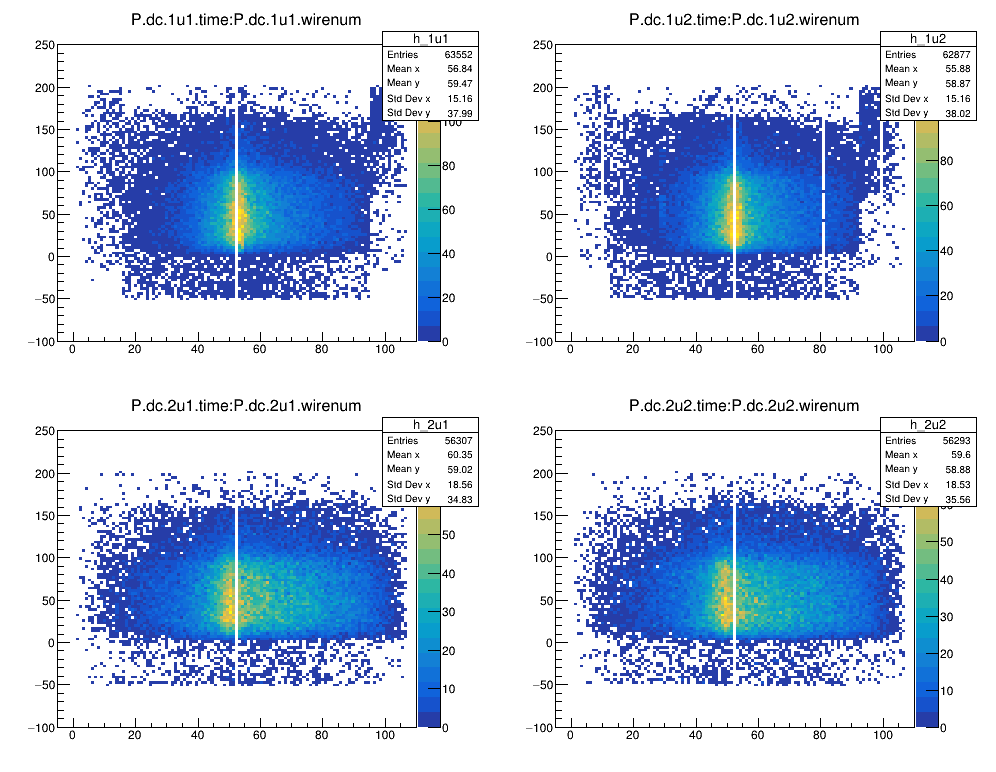 P.dc.1u1.time:P.dc.1u1.wirenum
h_1u1
Entries 63552
Mean x 56.84
Mean y 59.47
Std Dev x 15.16
Std Dev y 37.99
250
200
150
100
50
0
−50
−100
0 20 40 60 80 100
100
80
60
40
20
0
P.dc.1u2.time:P.dc.1u2.wirenum
h_1u2
Entries 62877
Mean x 55.88
Mean y 58.87
Std Dev x 15.16
Std Dev y 38.02
250
200
150
100
50
0
−50
−100
0 20 40 60 80 100
80
60
40
20
0
P.dc.2u1.time:P.dc.2u1.wirenum
h_2u1
Entries 56307
Mean x 60.35
Mean y 59.02
Std Dev x 18.56
Std Dev y 34.83
250
200
150
100
50
0
−50
−100
0 20 40 60 80 100
50
40
30
20
10
0
P.dc.2u2.time:P.dc.2u2.wirenum
h_2u2
Entries 56293
Mean x 59.6
Mean y 58.88
Std Dev x 18.53
Std Dev y 35.56
250
200
150
100
50
0
−50
−100
0 20 40 60 80 100
50
40
30
20
10
0